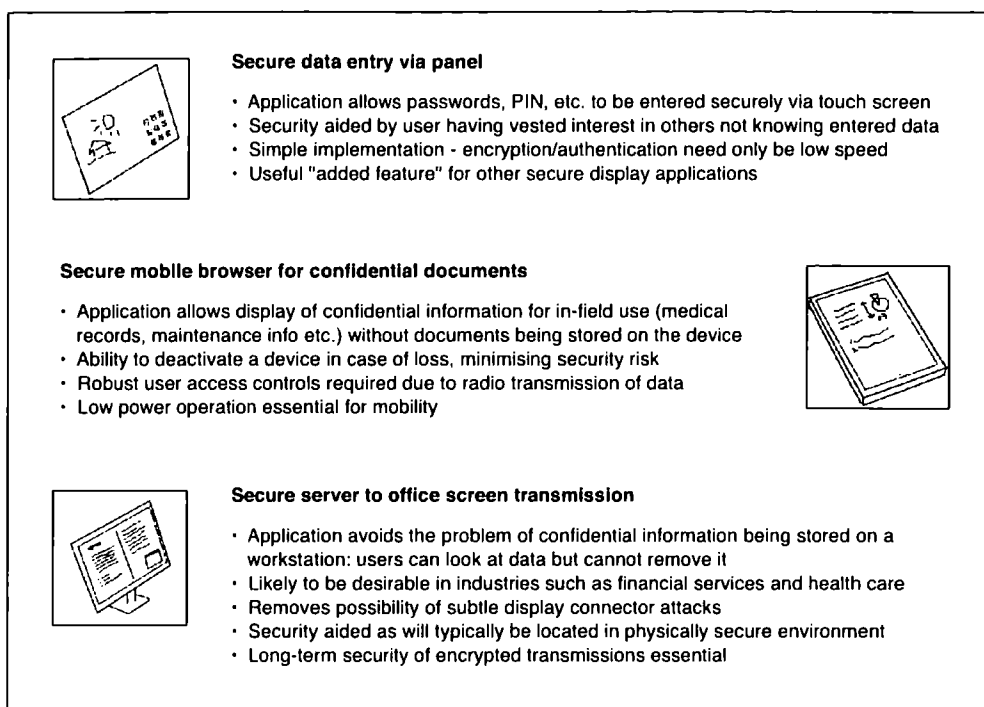 Secure data entry via panel
· Application allows passwords, PIN, etc. to be entered securely via touch screen
· Security aided by user having vested interest in others not knowing entered data
· Simple implementation - encryption/authentication need only be low speed
· Useful "added feature" for other secure display applications
Secure mobile browser for confidential documents
· Application allows display of confidential information for in-field use (medical
records, maintenance info etc.) without documents being stored on the device
· Ability to deactivate a device in case of loss, minimising security risk
· Robust user access controls required due to radio transmission of data
· Low power operation essential for mobility
Secure server to office screen transmission
· Application avoids the problem of confidential information being stored on a
workstation: users can look at data but cannot remove it
· Likely to be desirable in industries such as financial services and health care
· Removes possibility of subtle display connector attacks
· Security aided as will typically be located in physically secure environment
· Long-term security of encrypted transmissions essential